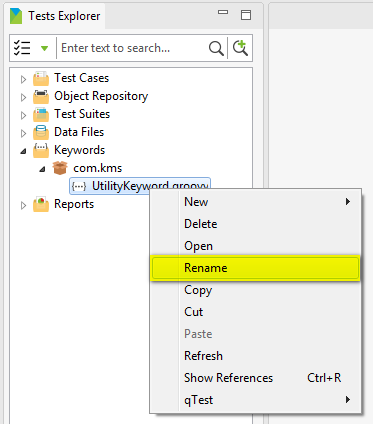 Tests Explorer
Enter text to search...
Test Cases
Object Repository
Test Suites
Data Files
Keywords
com.kms
UtilityKeyword.groovy
Reports
New
Delete
Open
Rename
Copy
Cut
Paste
Refresh
Show References Ctrl+R
qTest